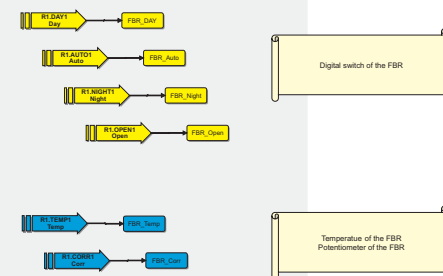 R1.DAY1
Day
FBR_DAY
R1.AUTO1
Auto
FBR_Auto
R1.NIGHT1
Night
FBR_Night
R1.OPEN1
Open
FBR_Open
Digital switch of the FBR
R1.TEMP1
Temp
FBR_Temp
R1.CORR1
Corr
FBR_Corr
Temperatue of the FBR
Potentiometer of the FBR